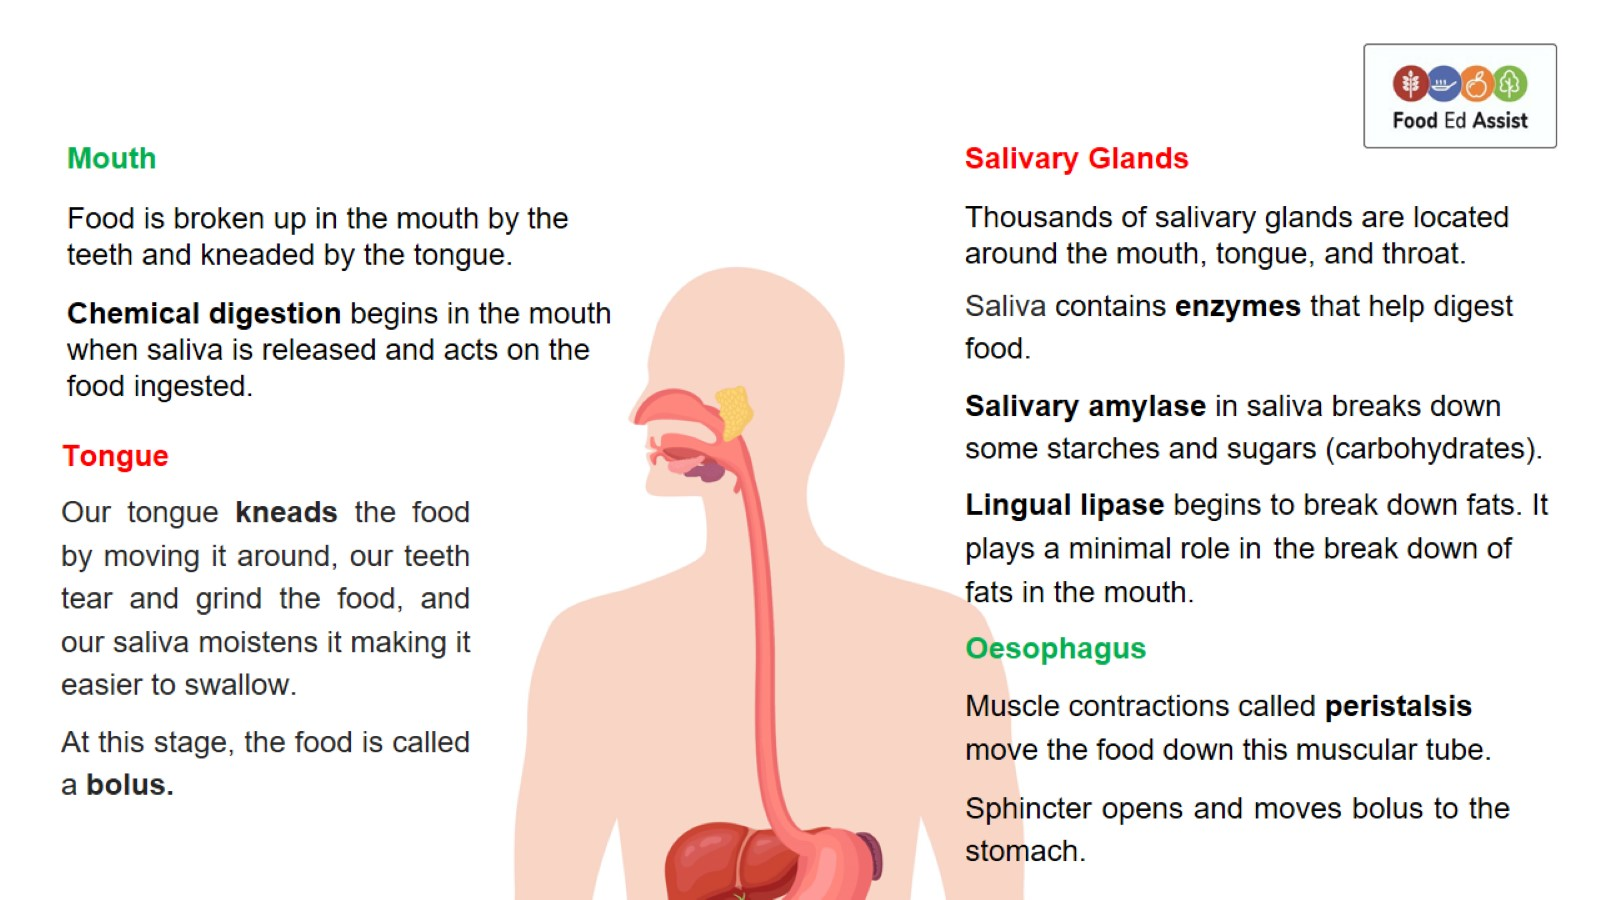 Food Ed Assist
Mouth
Food is broken up in the mouth by the
teeth and kneaded by the tongue.
Chemical digestion begins in the mouth
when saliva is released and acts on the
food ingested.
Tongue
Our tongue kneads the food
by moving it around, our teeth
tear and grind the food, and
our saliva moistens it making it
easier to swallow.
At this stage, the food is called
a bolus.
Salivary Glands
Thousands of salivary glands are located
around the mouth, tongue, and throat.
Saliva contains enzymes that help digest
food.
Salivary amylase in saliva breaks down
some starches and sugars (carbohydrates).
Lingual lipase begins to break down fats. It
plays a minimal role in the break down of
fats in the mouth.
Oesophagus
Muscle contractions called peristalsis
move the food down this muscular tube.
Sphincter opens and moves bolus to the
stomach.